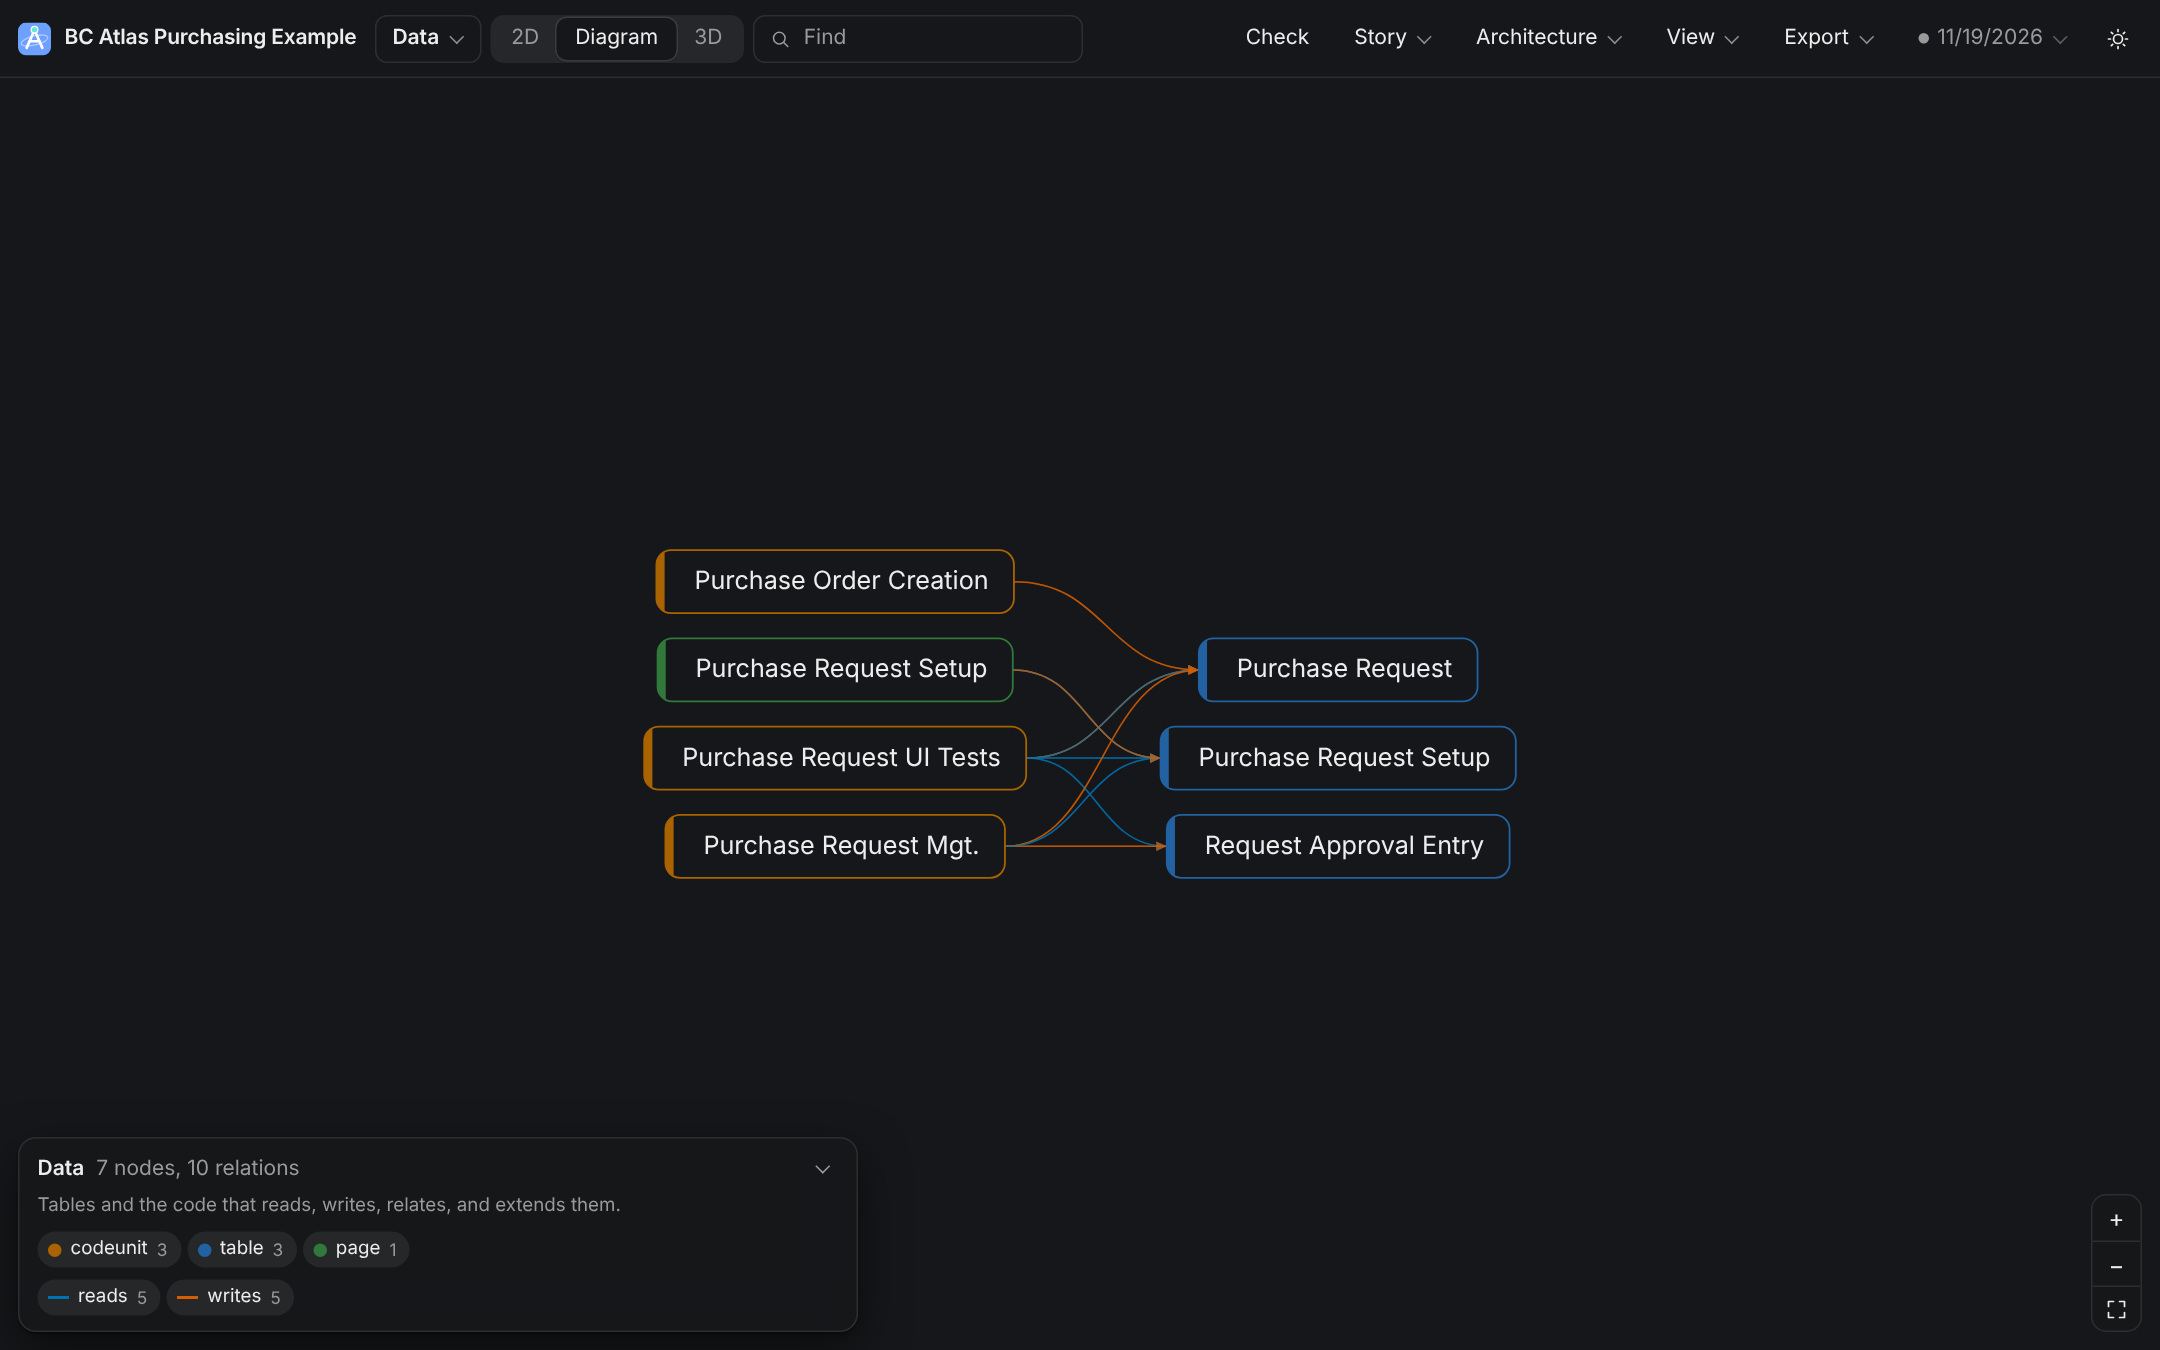 BC Atlas Purchasing Example Data 2D Diagram 3D Find Check Story Architecture View Export 11/19/2026
Purchase Order Creation
Purchase Request Setup Purchase Request
Purchase Request UI Tests Purchase Request Setup
Purchase Request Mgt. Request Approval Entry
Data 7 nodes, 10 relations
Tables and the code that reads, writes, relates, and extends them.
codeunit 3 table 3 page 1
reads 5 writes 5